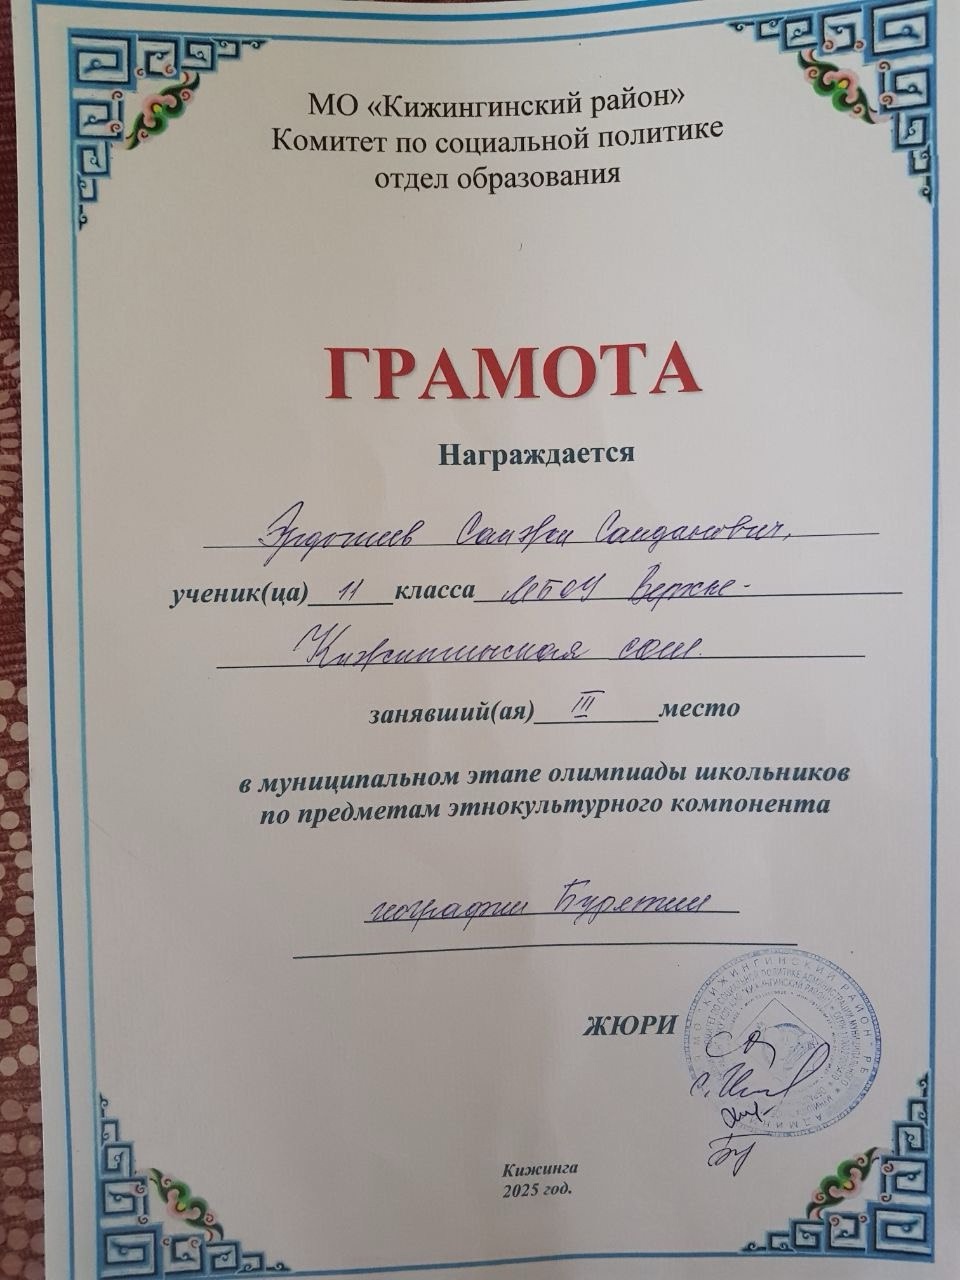 МО «Кижингинский район»
Комитет по социальной политике
отдел образования
ГРАМОТА
Награждается
Эрдынеев Санжай Санданович,
ученик(ца) 11 класса МБОУ Верхне-
Кижингинская сош.
занявший(ая) III место
в муниципальном этапе олимпиады школьников
по предметам этнокультурного компонента
географии Бурятии
ЖЮРИ
Кижинга
2025 год.